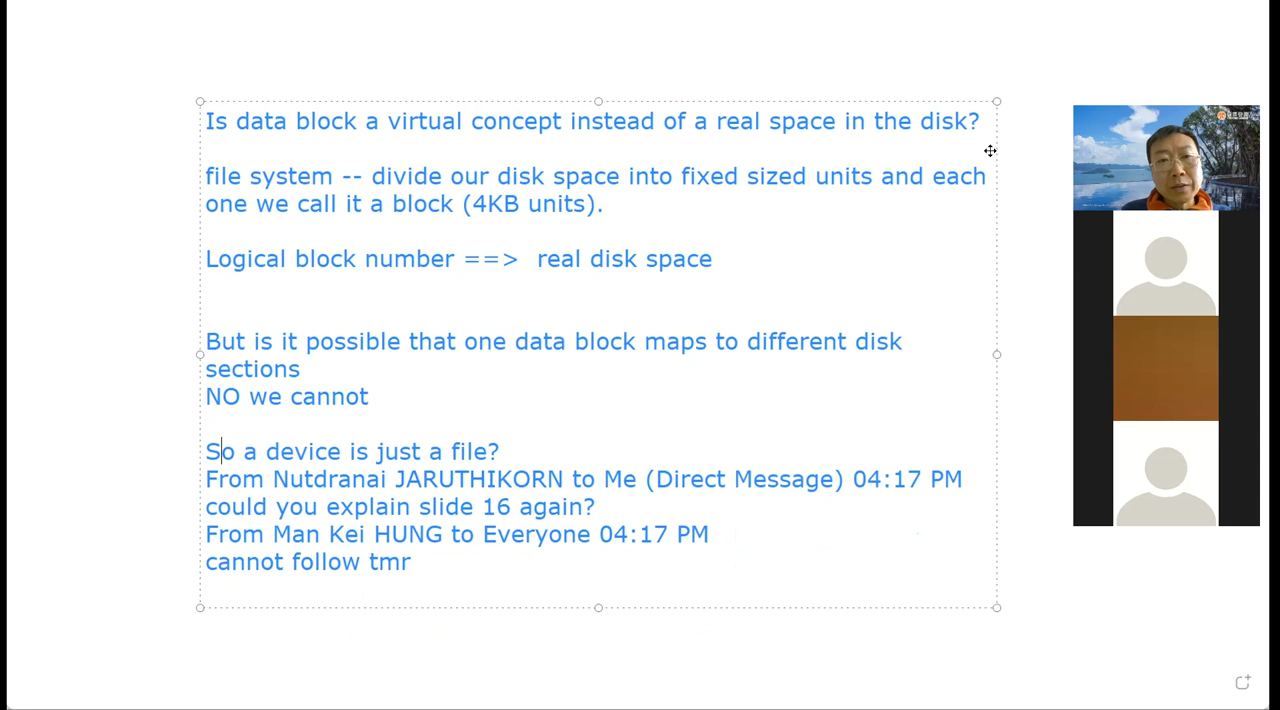 Is data block a virtual concept instead of a real space in the disk?
file system -- divide our disk space into fixed sized units and each
one we call it a block (4KB units).
Logical block number ==>  real disk space
But is it possible that one data block maps to different disk
sections
NO we cannot
So a device is just a file?
From Nutdranai JARUTHIKORN to Me (Direct Message) 04:17 PM
could you explain slide 16 again?
From Man Kei HUNG to Everyone 04:17 PM
cannot follow tmr